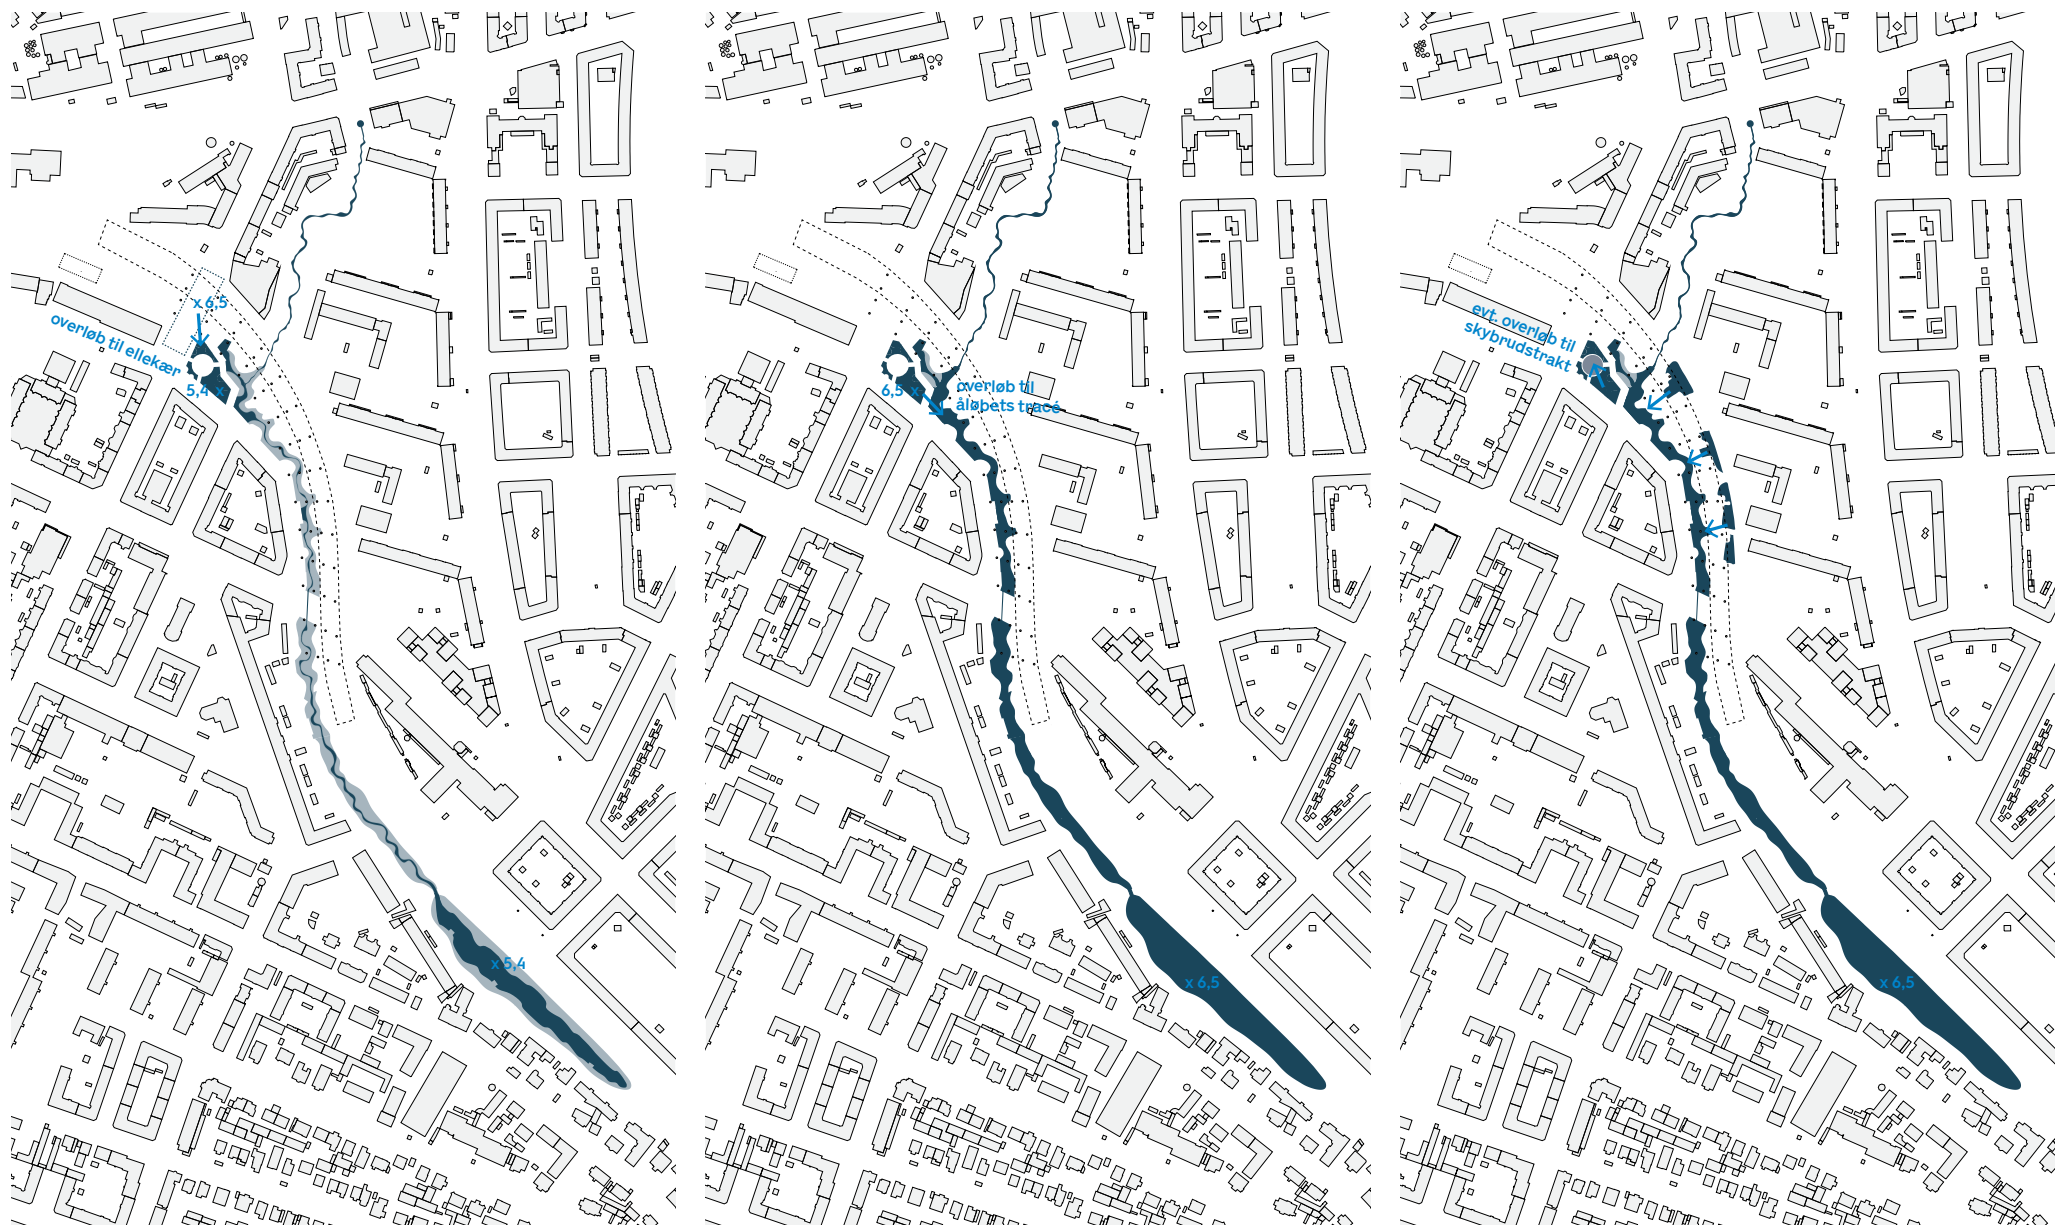 x 6,5
overløb til ellekær
5,4 x
x 5,4
6,5 x
overløb til
åløbets tracé
x 6,5
evt. overløb til
skybrudstrakt
x 6,5